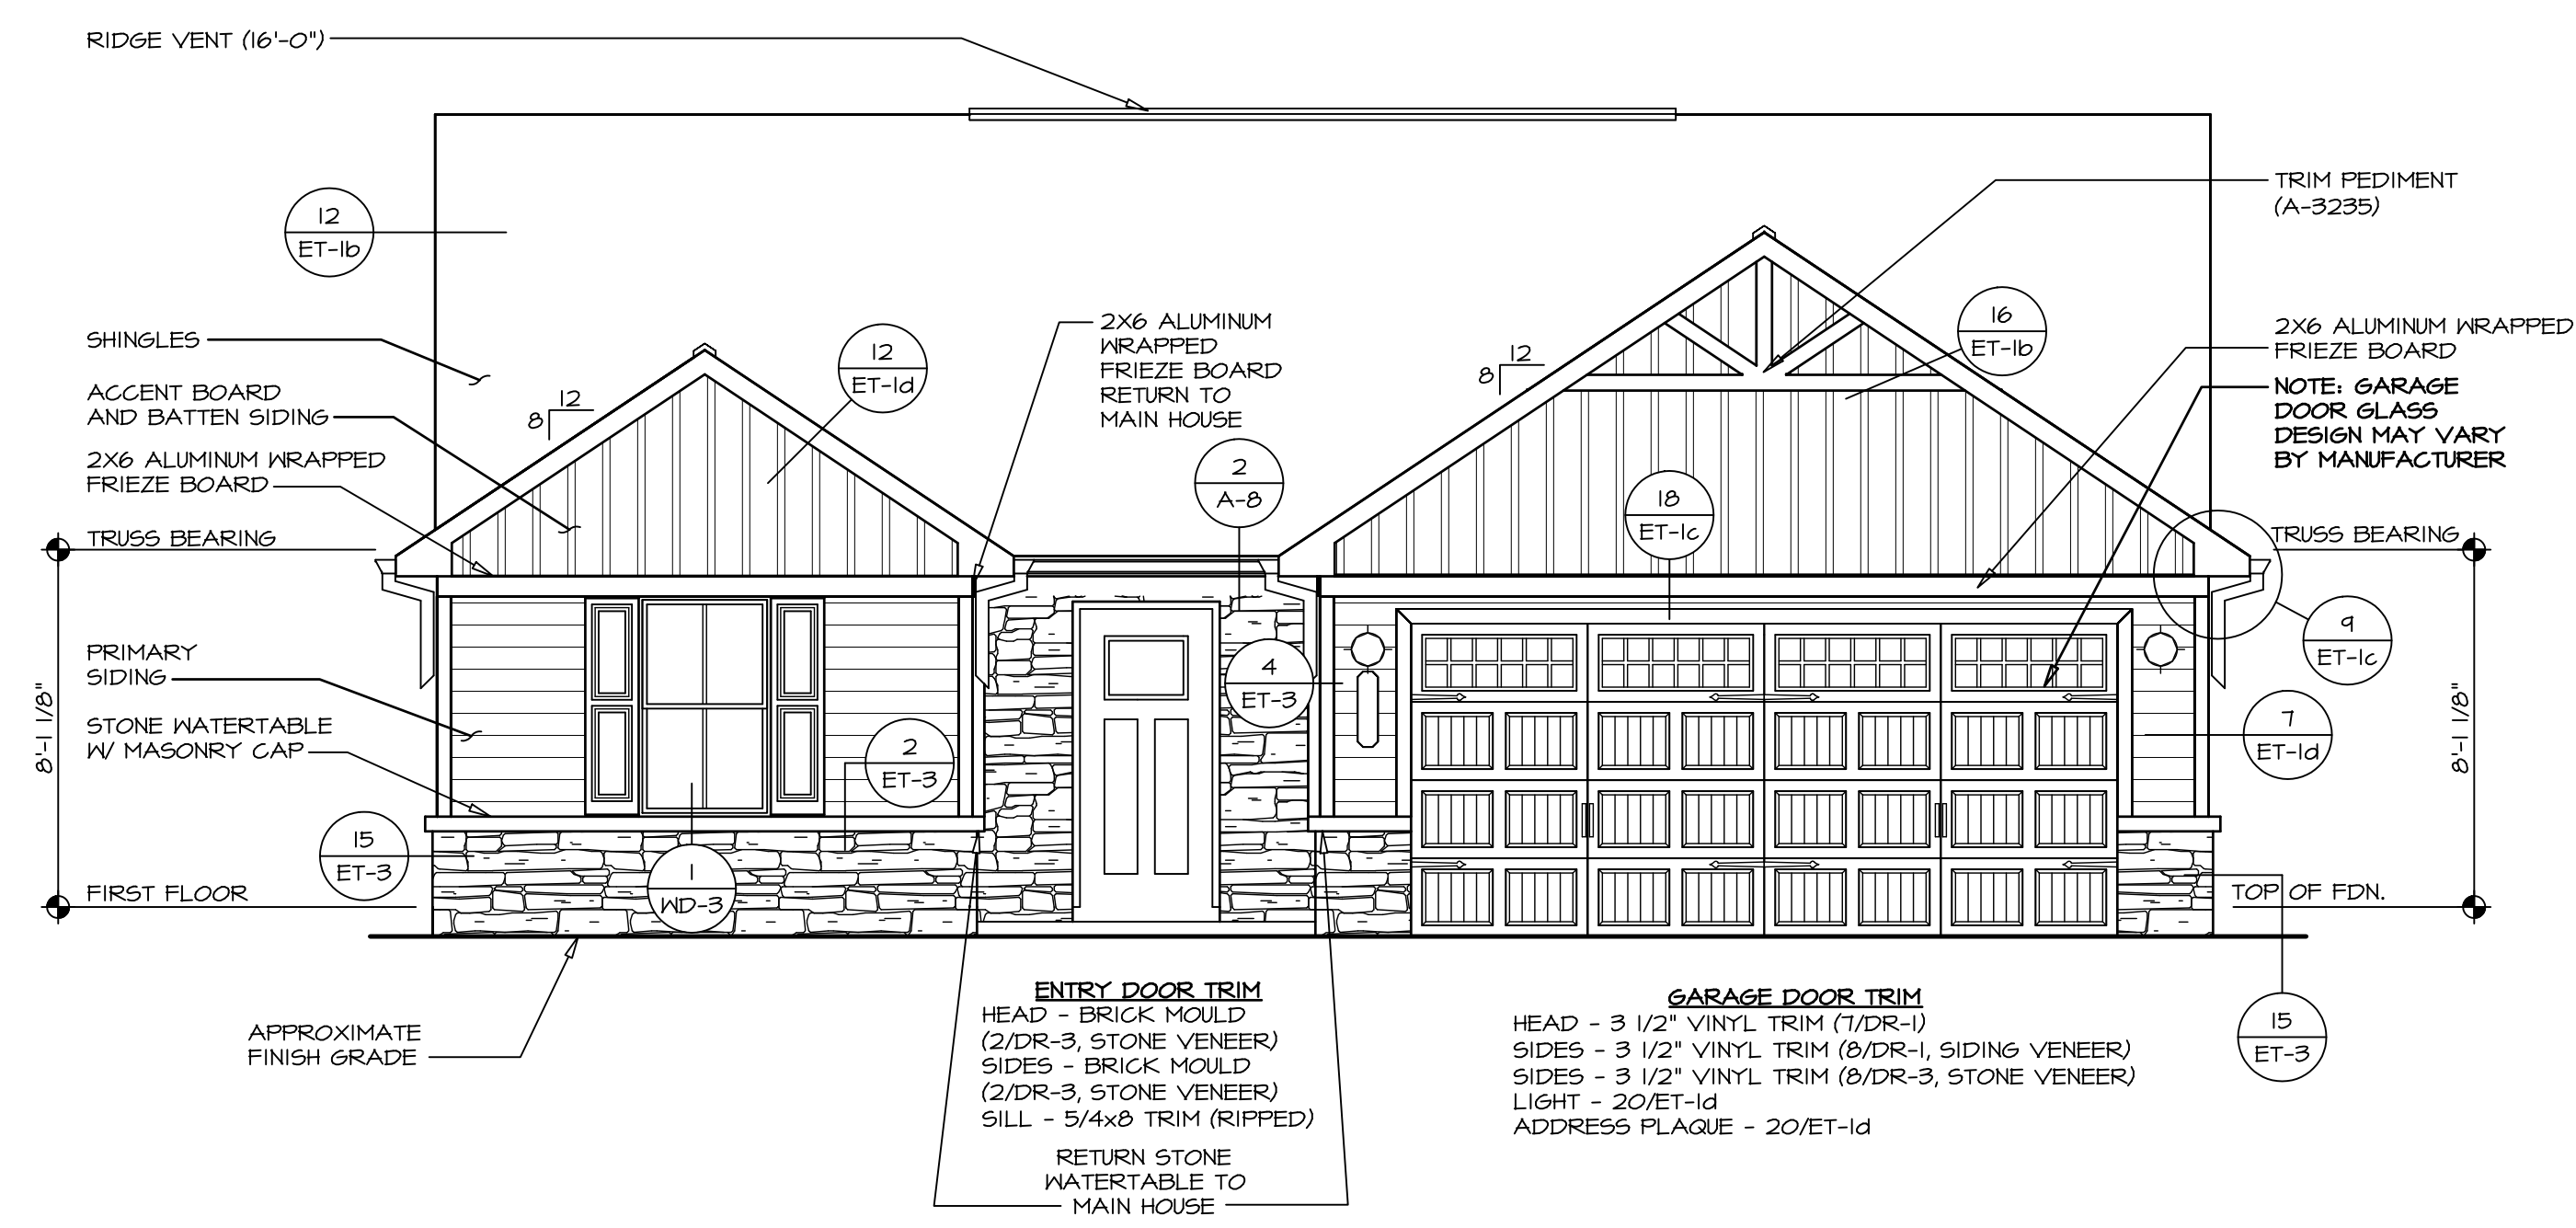 RIDGE VENT (16'-0")
12
ET-1b
SHINGLES
ACCENT BOARD
AND BATTEN SIDING
2X6 ALUMINUM WRAPPED
FRIEZE BOARD
TRUSS BEARING
8'-1 1/8"
PRIMARY
SIDING
STONE WATERTABLE
W/ MASONRY CAP
15
ET-3
FIRST FLOOR
APPROXIMATE
FINISH GRADE
12
8
12
ET-1d
2
ET-3
1
WD-3
2X6 ALUMINUM
WRAPPED
FRIEZE BOARD
RETURN TO
MAIN HOUSE
2
A-8
4
ET-3
12
8
18
ET-1c
16
ET-1b
TRIM PEDIMENT
(A-3235)
2X6 ALUMINUM WRAPPED
FRIEZE BOARD
NOTE: GARAGE
DOOR GLASS
DESIGN MAY VARY
BY MANUFACTURER
TRUSS BEARING
9
ET-1c
7
ET-1d
8'-1 1/8"
TOP OF FDN.
15
ET-3
ENTRY DOOR TRIM
HEAD - BRICK MOULD
(2/DR-3, STONE VENEER)
SIDES - BRICK MOULD
(2/DR-3, STONE VENEER)
SILL - 5/4x8 TRIM (RIPPED)
RETURN STONE
WATERTABLE TO
MAIN HOUSE
GARAGE DOOR TRIM
HEAD - 3 1/2" VINYL TRIM (7/DR-1)
SIDES - 3 1/2" VINYL TRIM (8/DR-1, SIDING VENEER)
SIDES - 3 1/2" VINYL TRIM (8/DR-3, STONE VENEER)
LIGHT - 20/ET-1d
ADDRESS PLAQUE - 20/ET-1d